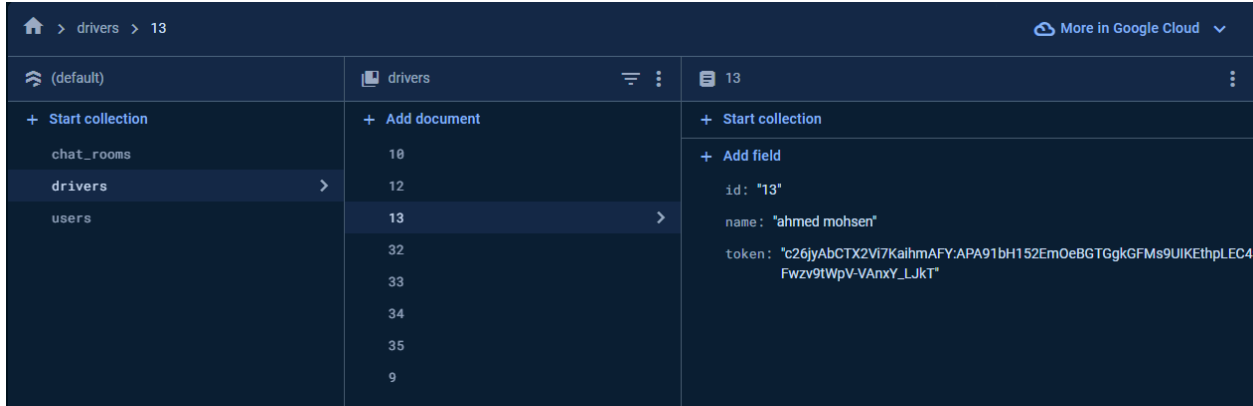 drivers > 13
More in Google Cloud
(default)
drivers
13
+ Start collection
chat_rooms
drivers
users
+ Add document
10
12
13
32
33
34
35
9
+ Start collection
+ Add field
id: "13"
name: "ahmed mohsen"
token: "c26jyAbCTX2Vi7KaihmAFY:APA91bH152EmOeBGTGgkGFMs9UIKEthpLEC4
Fwzv9tWpV-VAnxY_LJkT"